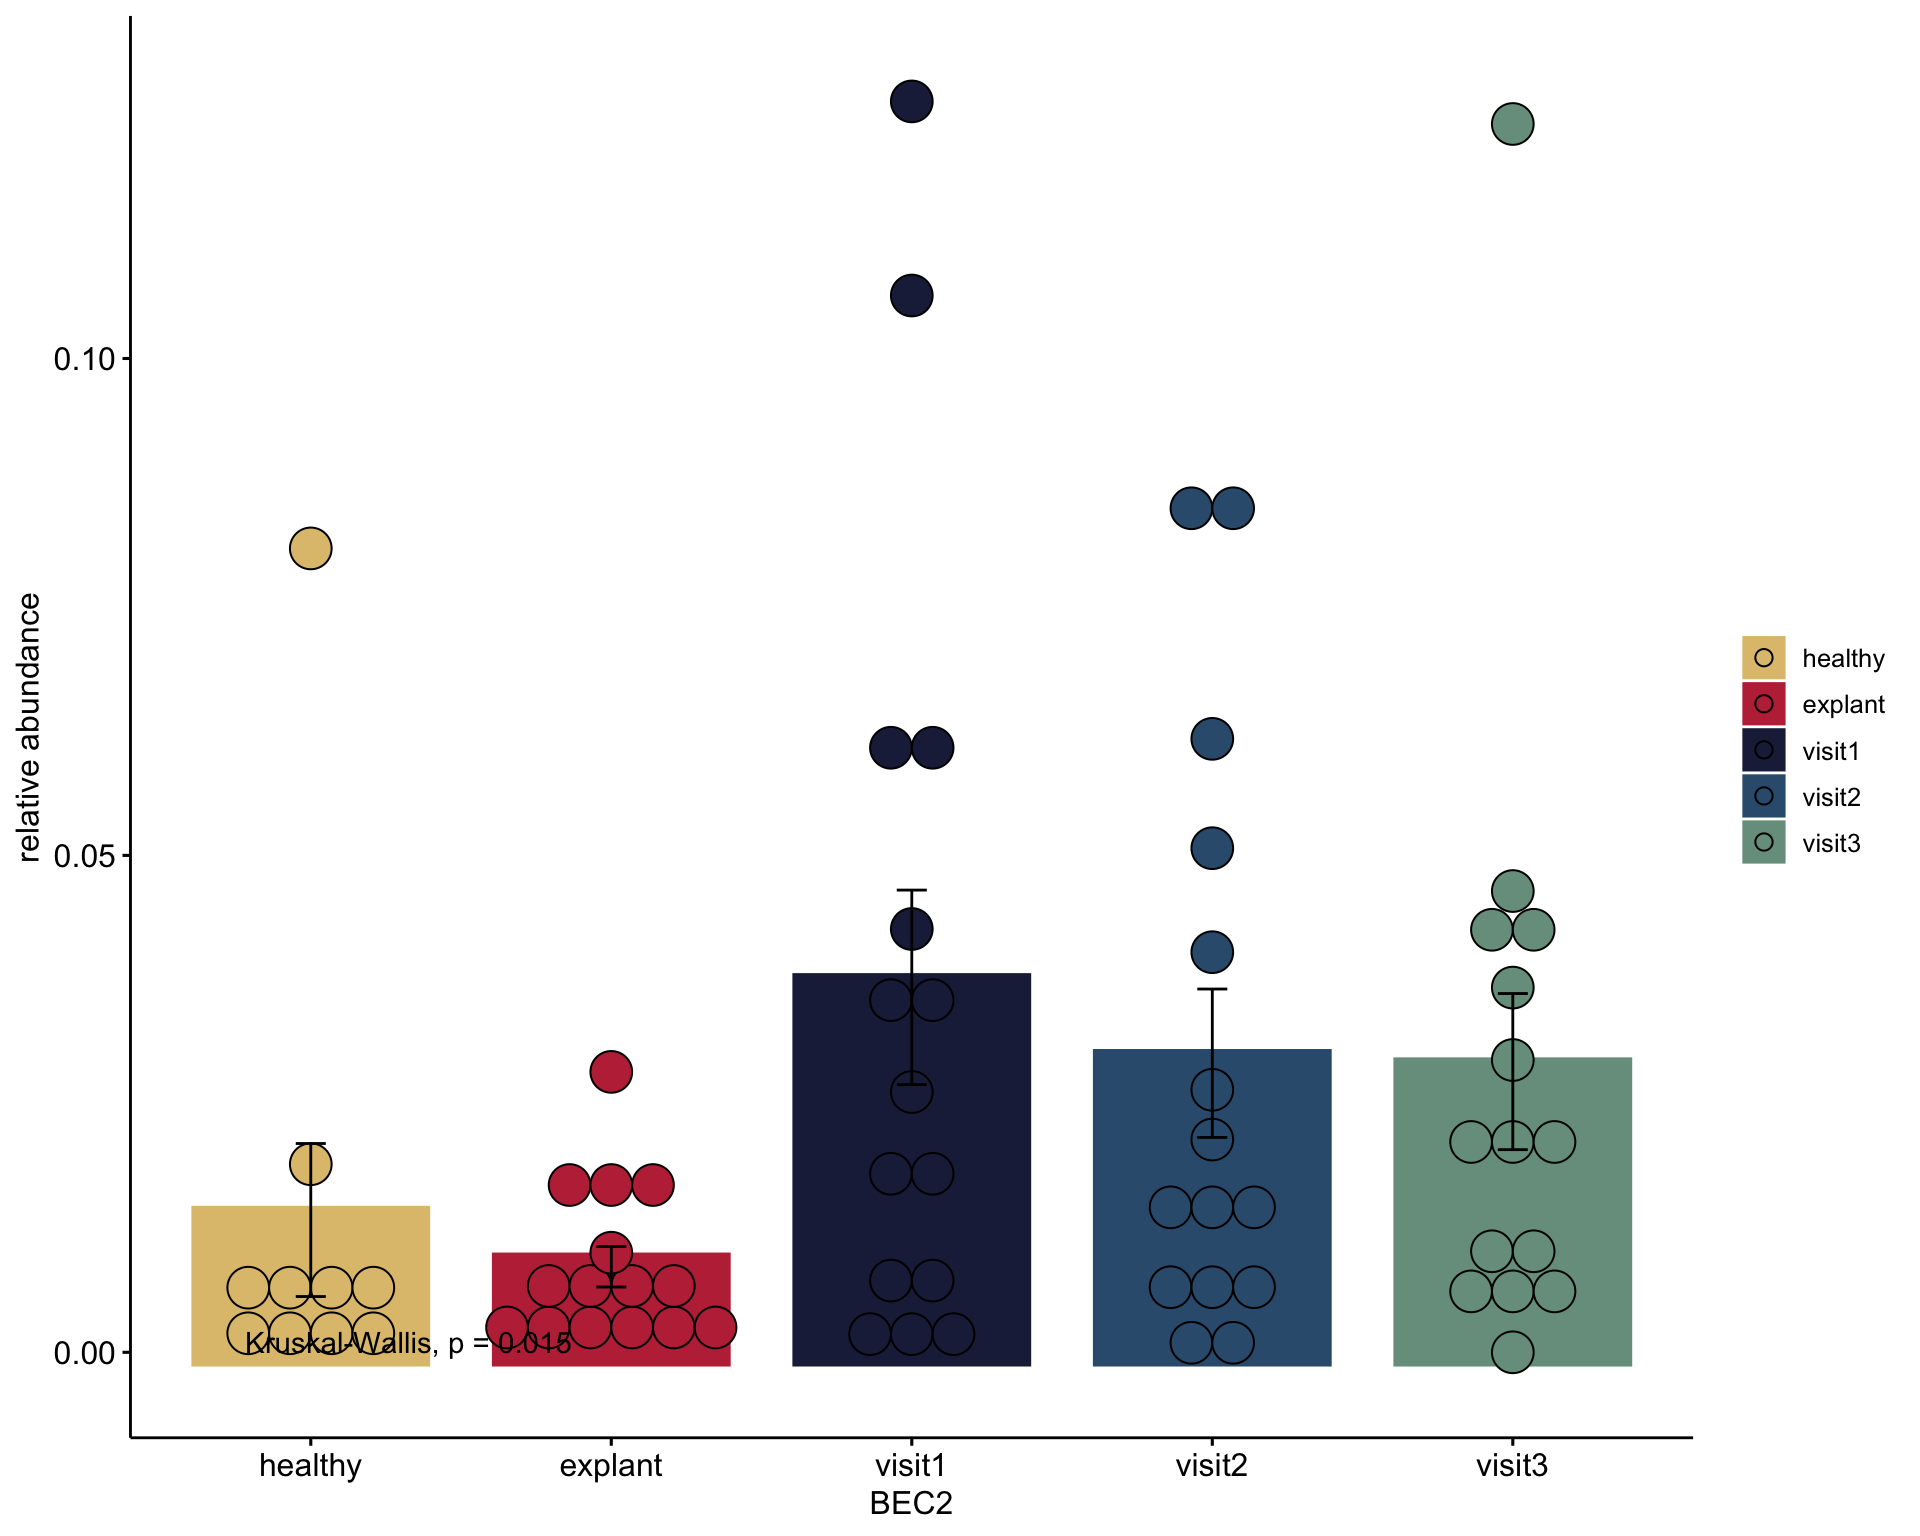 0.10
0.05
0.00
relative abundance
Kruskal-Wallis, p = 0.015
healthy
explant
visit1
visit2
visit3
BEC2
healthy
explant
visit1
visit2
visit3